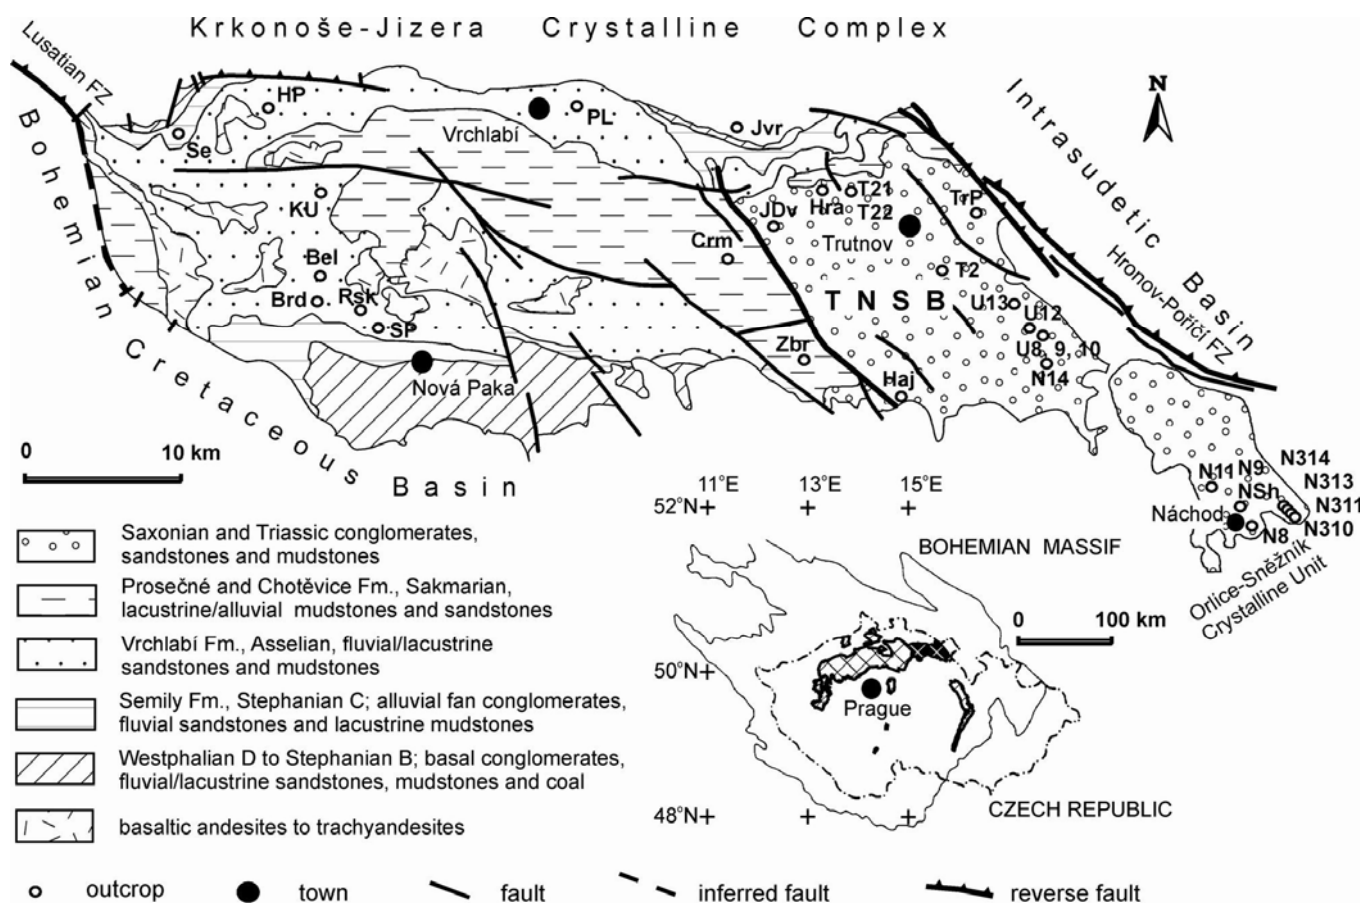 Krkonoše-Jizera Crystalline Complex
Lusatian FZ
Bohemian Cretaceous Basin
Intrasudetic Basin
Hronov-Poříčí FZ
N
HP
Se
Vrchlabí
PL
Jvr
KU
Bel
Brd
Rsk
SP
Nová Paka
Crm
JDv
Hra
T21
T22
TrP
Trutnov
T2
TNSB
U13
U12
U8, 9, 10
N14
Zbr
Haj
N11
N9
N314
N313
NSh
N311
Náchod
N310
N8
Orlice-Sněžník
Crystalline Unit
0 10 km
11°E 13°E 15°E
52°N
50°N
48°N
BOHEMIAN MASSIF
0 100 km
Prague
CZECH REPUBLIC
Saxonian and Triassic conglomerates,
sandstones and mudstones
Prosečné and Chotěvice Fm., Sakmarian,
lacustrine/alluvial mudstones and sandstones
Vrchlabí Fm., Asselian, fluvial/lacustrine
sandstones and mudstones
Semily Fm., Stephanian C; alluvial fan conglomerates,
fluvial sandstones and lacustrine mudstones
Westphalian D to Stephanian B; basal conglomerates,
fluvial/lacustrine sandstones, mudstones and coal
basaltic andesites to trachyandesites
outcrop town fault inferred fault reverse fault